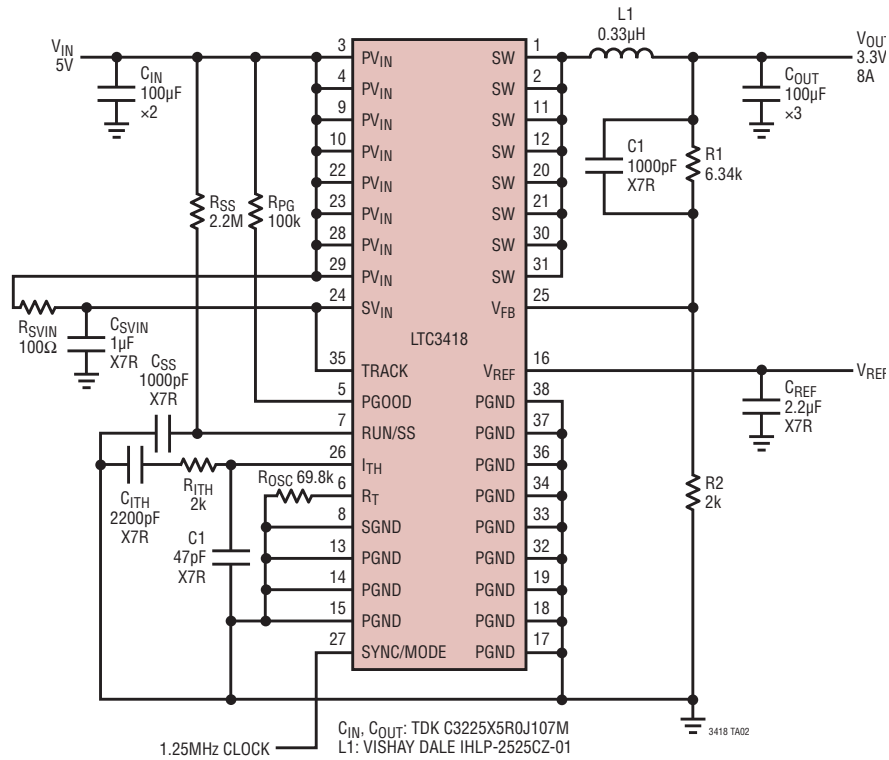 L1
0.33µH
VIN
5V
CIN
100µF
×2
VOUT
3.3V
8A
COUT
100µF
×3
3 PVIN SW 1
4 PVIN SW 2
9 PVIN SW 11
10 PVIN SW 12
22 PVIN SW 20
23 PVIN SW 21
28 PVIN SW 30
29 PVIN SW 31
24 SVIN VFB 25
LTC3418
35 TRACK VREF 16
5 PGOOD PGND 38
7 RUN/SS PGND 37
26 ITH PGND 36
6 RT PGND 34
8 SGND PGND 33
13 PGND PGND 32
14 PGND PGND 19
15 PGND PGND 18
27 SYNC/MODE PGND 17
C1
1000pF
X7R
R1
6.34k
RSS
2.2M
RPG
100k
RSVIN
100Ω
CSVIN
1µF
X7R
CSS
1000pF
X7R
VREF
CREF
2.2µF
X7R
CITH
2200pF
X7R
RITH
2k
ROSC 69.8k
C1
47pF
X7R
R2
2k
3418 TA02
1.25MHz CLOCK
CIN, COUT: TDK C3225X5R0J107M
L1: VISHAY DALE IHLP-2525CZ-01